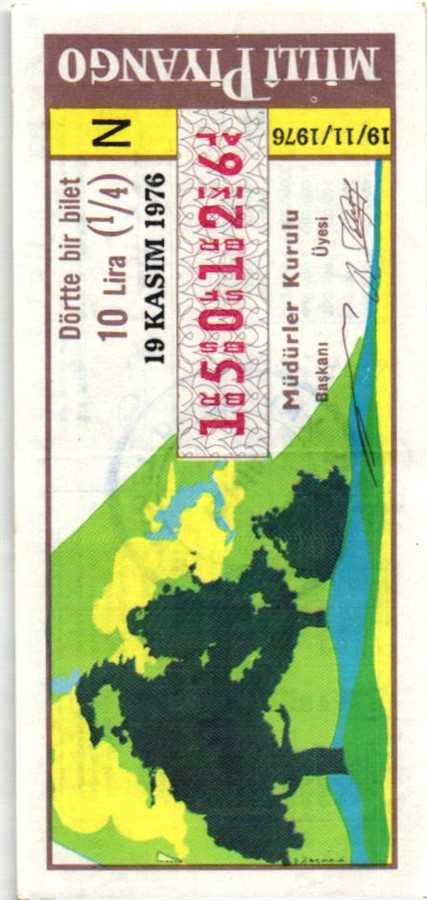 MİLLÎ PİYANGO
19/11/1976
N
Dörtte bir bilet
10 Lira (1/4)
19 KASIM 1976
150126
Müdürler Kurulu
Başkanı Üyesi